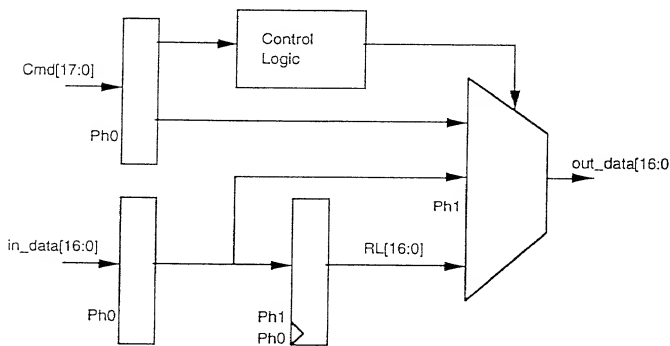 Control
Logic
Cmd[17:0]
Ph0
out_data[16:0
Ph1
in_data[16:0]
RL[16:0]
Ph0
Ph1
Ph0